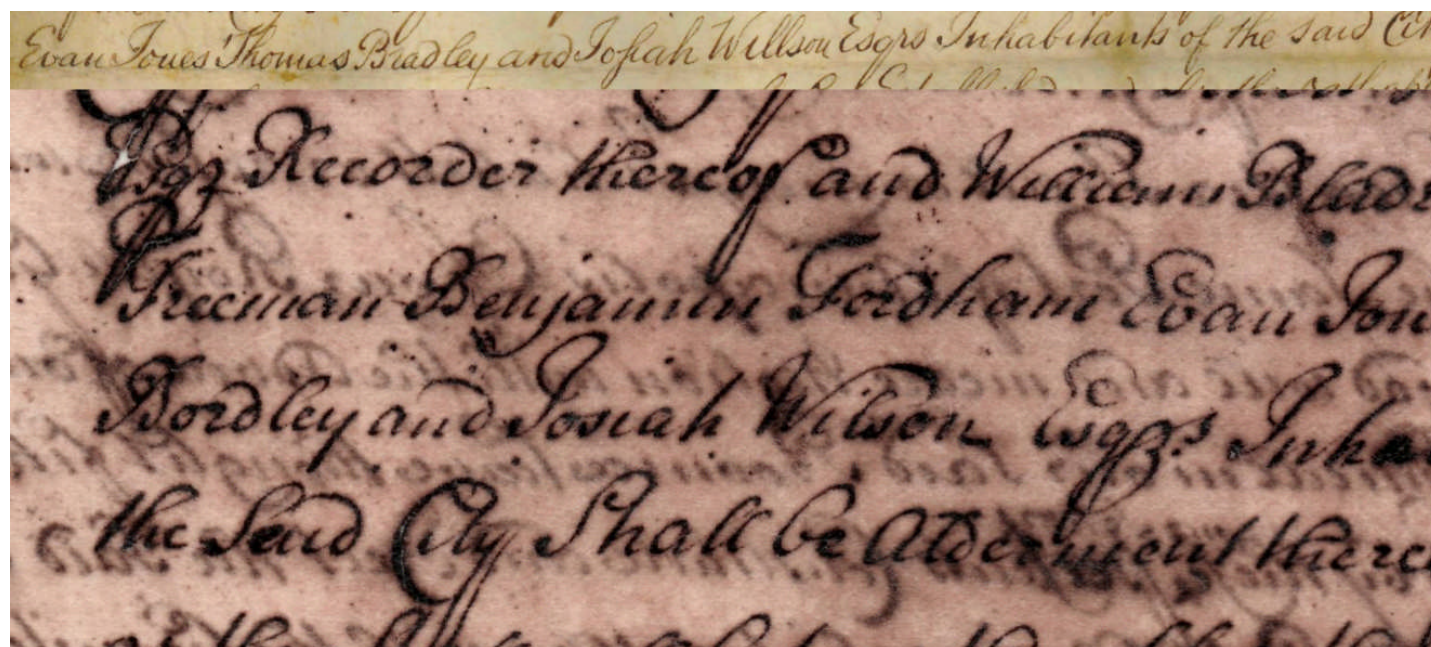 Evan Jones Thomas Bradley and Josiah Willson Esqrs Inhabitants of the said
Esqr Recorder thereof and William Blad
Freeman Benjamin Fordham Evan Jon
Bordley and Josiah Wilson Esqrs Inha
the Said City Shall be Aldermen there